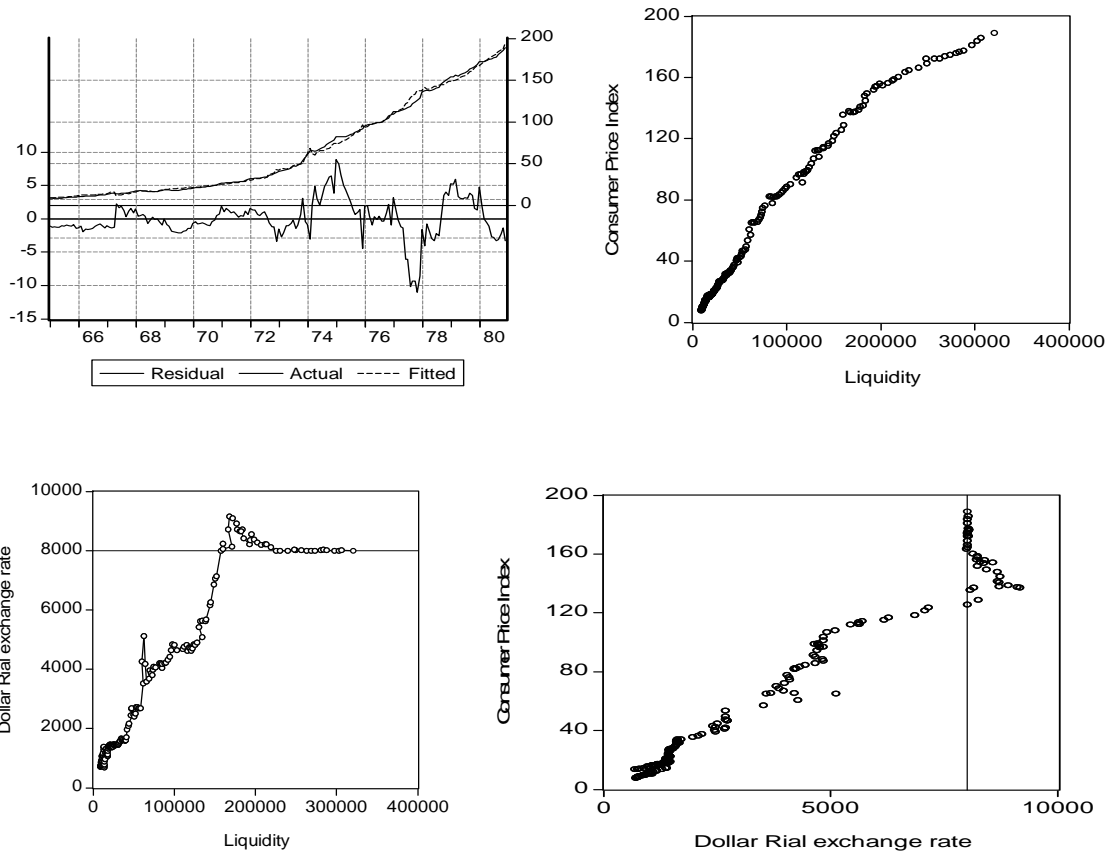 200
150
100
50
0
10
5
0
-5
-10
-15
66 68 70 72 74 76 78 80
Residual Actual Fitted
200
160
120
80
40
0
0 100000 200000 300000 400000
Consumer Price Index
Liquidity
10000
8000
6000
4000
2000
0
0 100000 200000 300000 400000
Dollar Rial exchange rate
Liquidity
200
160
120
80
40
0
0 5000 10000
Consumer Price Index
Dollar Rial exchange rate